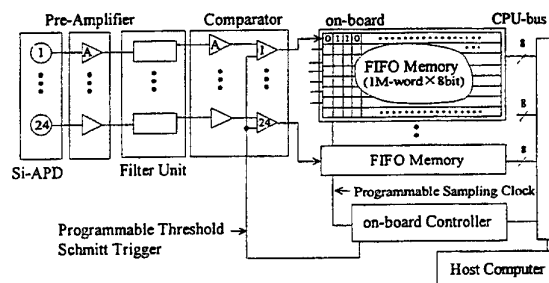 Pre-Amplifier
Comparator
on-board
CPU-bus
1
A
A
1
0 1 1 0
FIFO Memory
(1M-word×8bit)
8
8
24
24
FIFO Memory
8
Si-APD
Filter Unit
Programmable Sampling Clock
Programmable Threshold
Schmitt Trigger
on-board Controller
Host Computer